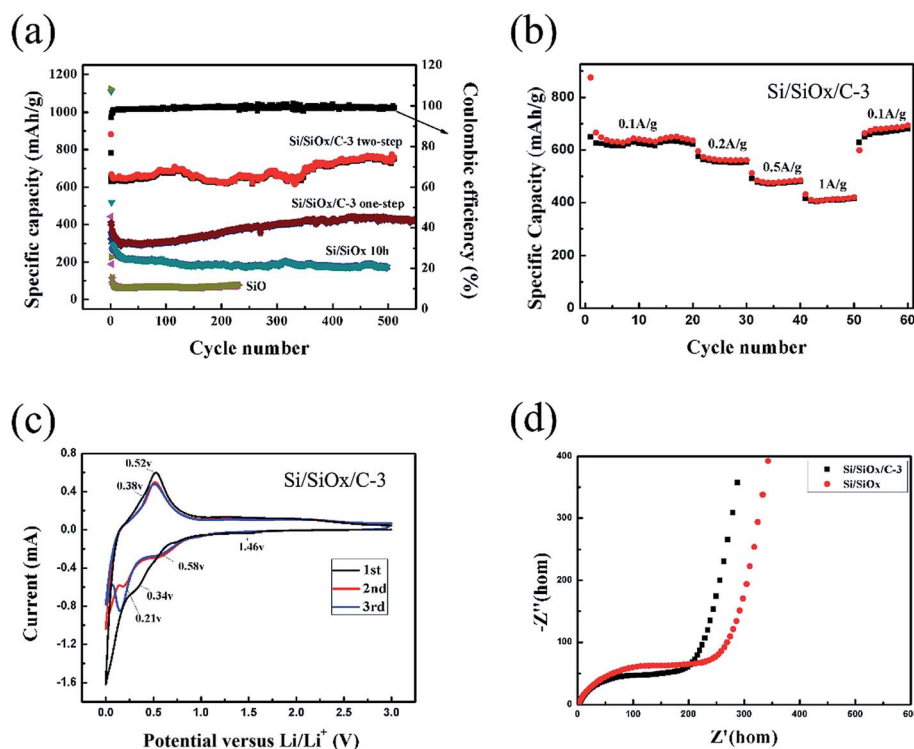 (a)
Specific capacity (mAh/g)
1200
1000
800
600
400
200
0
120
100
80
60
40
20
0
Coulombic efficiency (%)
Si/SiOx/C-3 two-step
Si/SiOx/C-3 one-step
Si/SiOx 10h
SiO
0 100 200 300 400 500
Cycle number
(b)
Si/SiOx/C-3
Specific Capacity (mAh/g)
800
600
400
200
0
0.1A/g
0.2A/g
0.5A/g
1A/g
0.1A/g
0 10 20 30 40 50 60
Cycle number
(c)
Si/SiOx/C-3
Current (mA)
0.8
0.4
0.0
-0.4
-0.8
-1.2
-1.6
0.52v
0.38v
1.46v
0.58v
0.34v
0.21v
1st
2nd
3rd
0.0 0.5 1.0 1.5 2.0 2.5 3.0
Potential versus Li/Li⁺ (V)
(d)
-Z''(hom)
-400
300
200
100
0
Si/SiOx/C-3
Si/SiOx
0 100 200 300 400 500 600
Z'(hom)